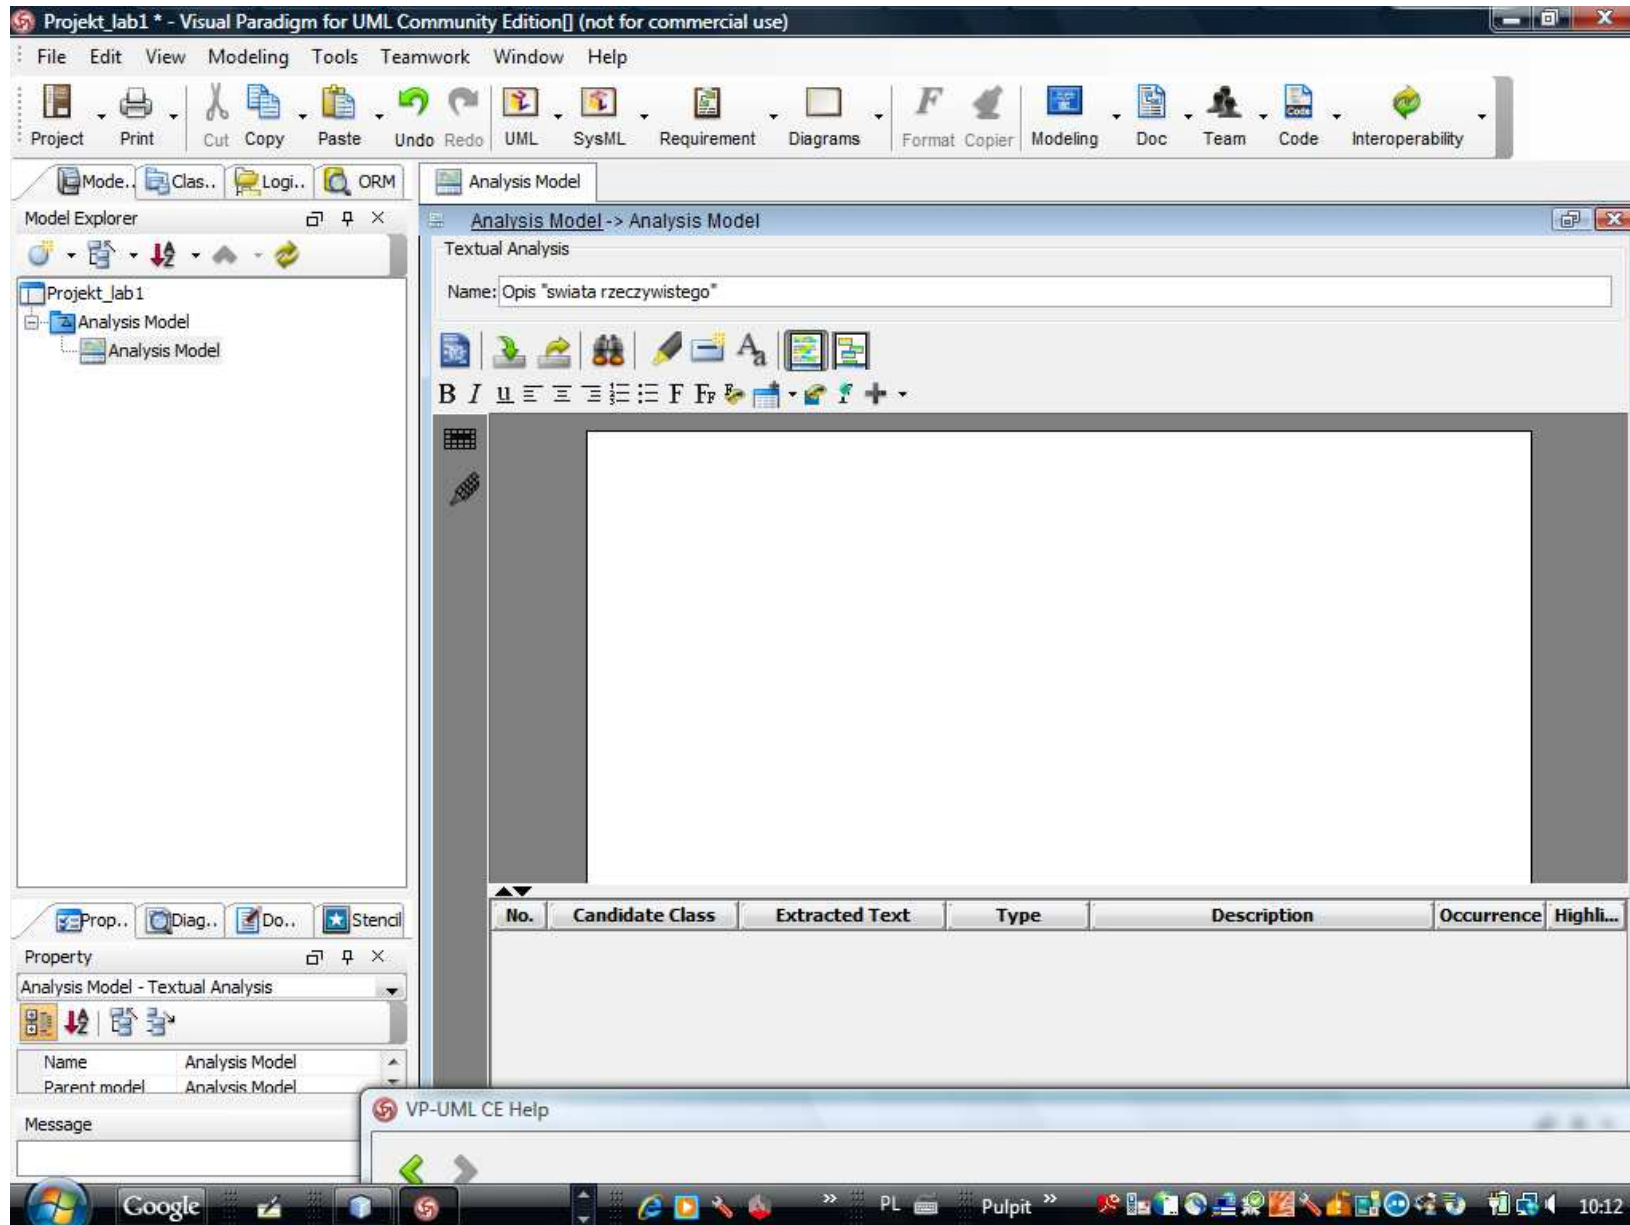 Projekt_lab1 * - Visual Paradigm for UML Community Edition[] (not for commercial use)
File Edit View Modeling Tools Teamwork Window Help
Project Print Cut Copy Paste Undo Redo UML SysML Requirement Diagrams Format Copier Modeling Doc Team Code Interoperability
Mode.. Clas.. Logi.. ORM
Analysis Model
Model Explorer
Analysis Model -> Analysis Model
Textual Analysis
Name: Opis "swiata rzeczywistego"
Projekt_lab1
Analysis Model
Analysis Model
B I u F FF
No. Candidate Class Extracted Text Type Description Occurrence Highli...
Prop.. Diag.. Do.. Stencil
Property
Analysis Model - Textual Analysis
Name Analysis Model
Parent model Analysis Model
Message
VP-UML CE Help
Google PL Pulpit 10:12